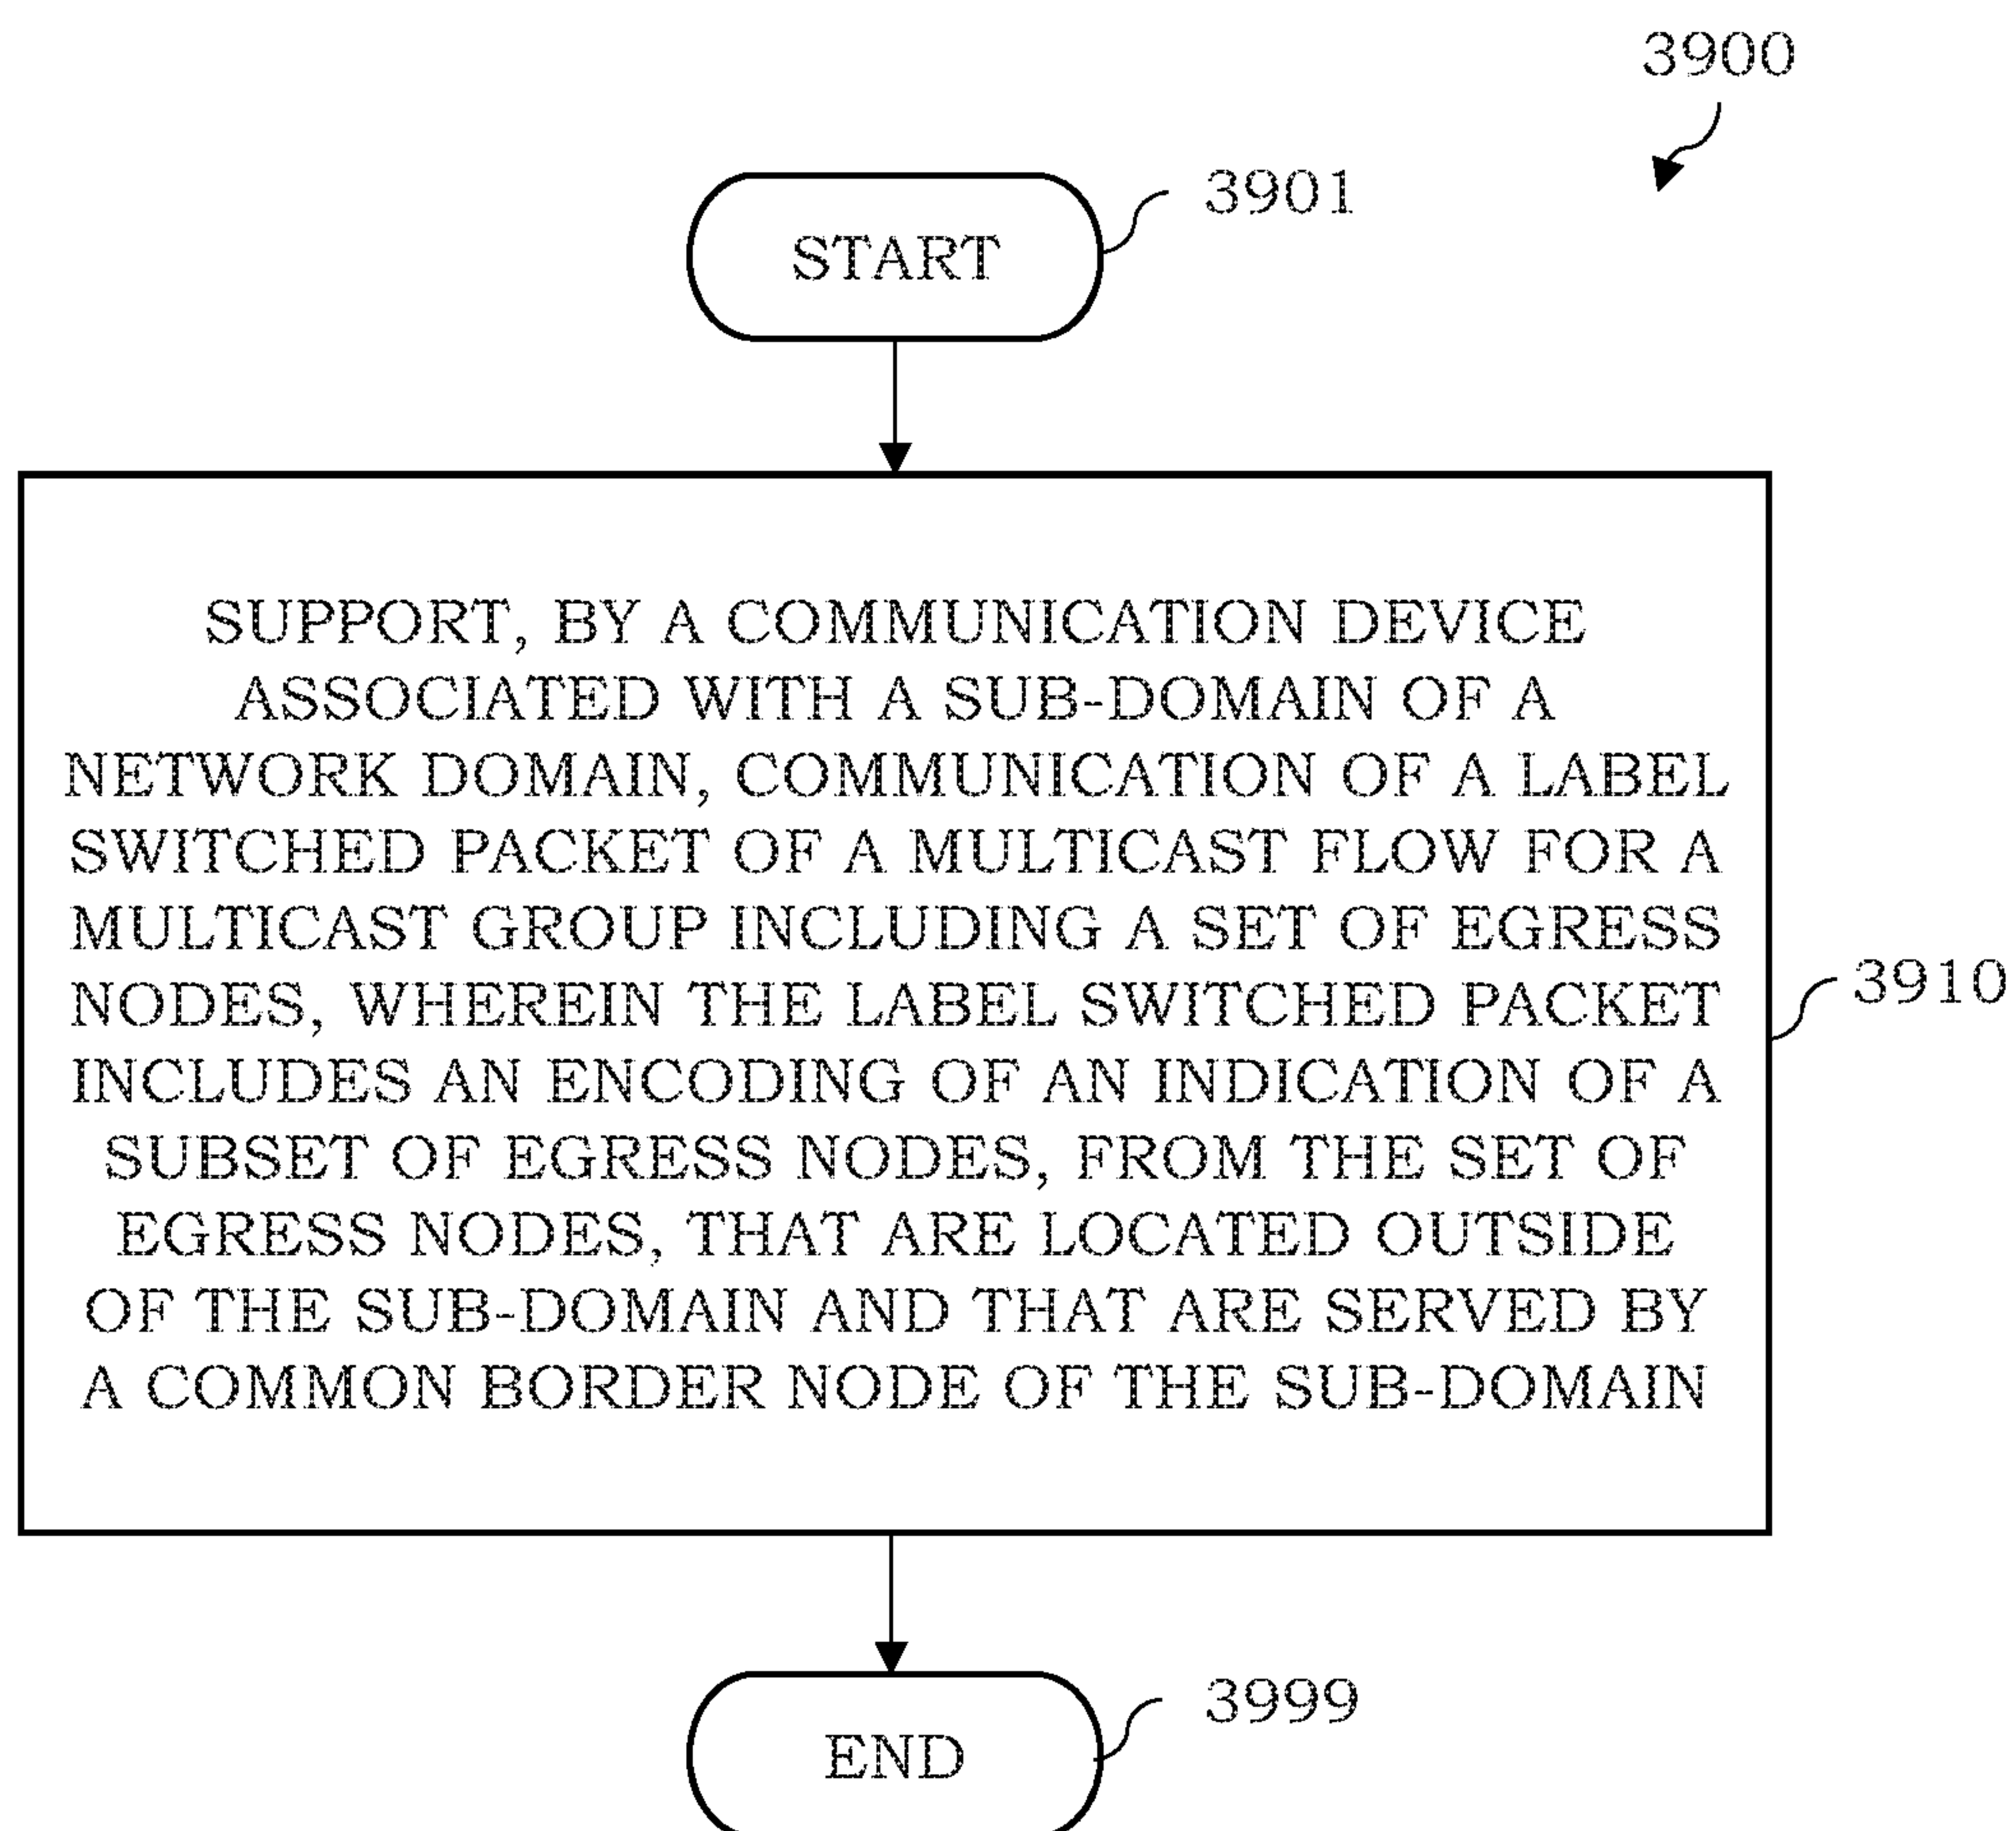 3900
3901
START
SUPPORT, BY A COMMUNICATION DEVICE
ASSOCIATED WITH A SUB-DOMAIN OF A
NETWORK DOMAIN, COMMUNICATION OF A LABEL
SWITCHED PACKET OF A MULTICAST FLOW FOR A
MULTICAST GROUP INCLUDING A SET OF EGRESS
NODES, WHEREIN THE LABEL SWITCHED PACKET
INCLUDES AN ENCODING OF AN INDICATION OF A
SUBSET OF EGRESS NODES, FROM THE SET OF
EGRESS NODES, THAT ARE LOCATED OUTSIDE
OF THE SUB-DOMAIN AND THAT ARE SERVED BY
A COMMON BORDER NODE OF THE SUB-DOMAIN
3910
3999
END